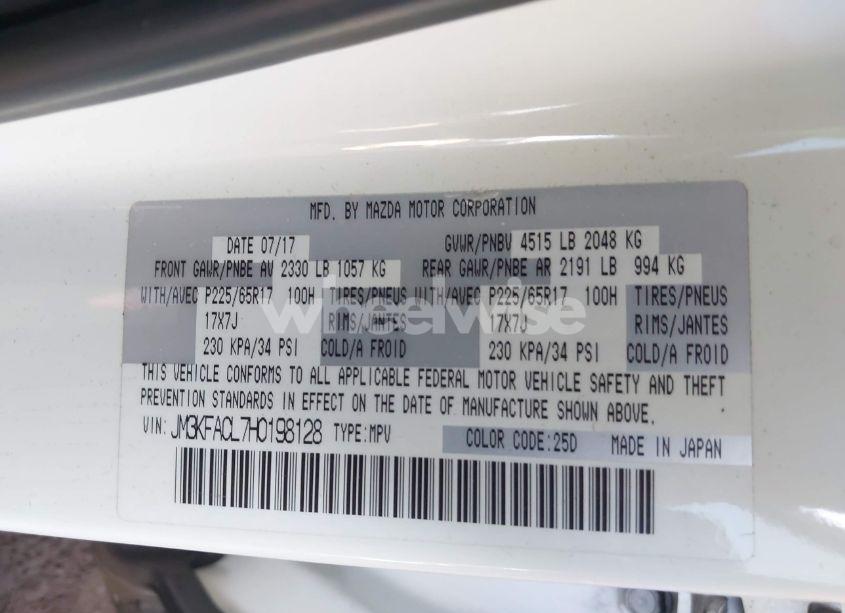 MFD. BY MAZDA MOTOR CORPORATION
DATE 07/17 GVWR/PNBV 4515 LB 2048 KG
FRONT GAWR/PNBE AV 2330 LB 1057 KG REAR GAWR/PNBE AR 2191 LB 994 KG
WITH/AVEC P225/65R17 100H TIRES/PNEUS WITH/AVEC P225/65R17 100H TIRES/PNEUS
17X7J RIMS/JANTES 17X7J RIMS/JANTES
wheelwise
230 KPA/34 PSI COLD/A FROID 230 KPA/34 PSI COLD/A FROID
THIS VEHICLE CONFORMS TO ALL APPLICABLE FEDERAL MOTOR VEHICLE SAFETY AND THEFT
PREVENTION STANDARDS IN EFFECT ON THE DATE OF MANUFACTURE SHOWN ABOVE.
VIN: JM3KFACL7H0198128 TYPE:MPV COLOR CODE:25D MADE IN JAPAN